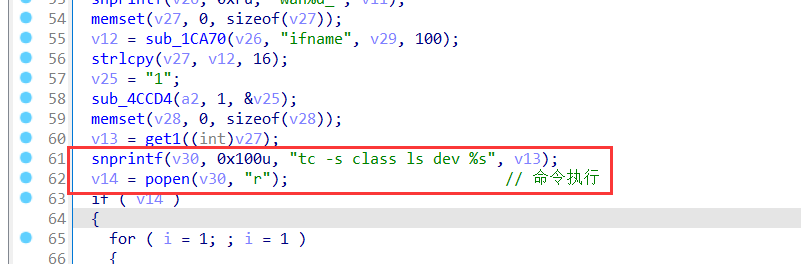 54 memset(v27, 0, sizeof(v27));
55 v12 = sub_1CA70(v26, "ifname", v29, 100);
56 strlcpy(v27, v12, 16);
57 v25 = "1";
58 sub_4CCD4(a2, 1, &v25);
59 memset(v28, 0, sizeof(v28));
60 v13 = get1((int)v27);
61 snprintf(v30, 0x100u, "tc -s class ls dev %s", v13);
62 v14 = popen(v30, "r"); // 命令执行
63 if ( v14 )
64 {
65 for ( i = 1; ; i = 1 )
66 {